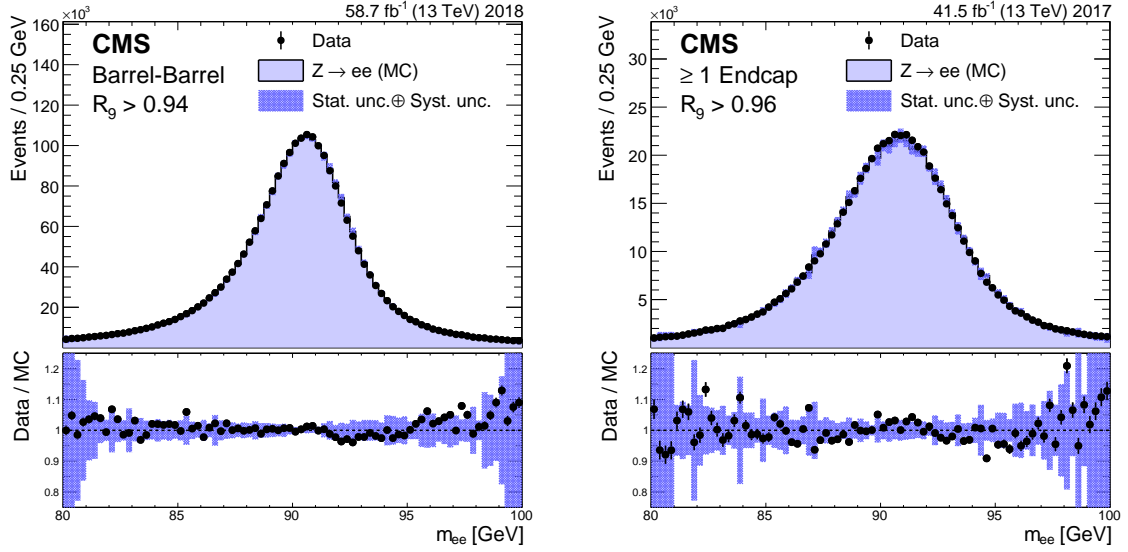 58.7 fb⁻¹ (13 TeV) 2018
×10³
CMS
Barrel-Barrel
R₉ > 0.94
Data
Z → ee (MC)
Stat. unc.⊕ Syst. unc.
Events / 0.25 GeV
160
140
120
100
80
60
40
20
Data / MC
1.2
1.1
1
0.9
0.8
80 85 90 95 100
mₑₑ [GeV]
41.5 fb⁻¹ (13 TeV) 2017
×10³
CMS
≥ 1 Endcap
R₉ > 0.96
Data
Z → ee (MC)
Stat. unc.⊕ Syst. unc.
Events / 0.25 GeV
30
25
20
15
10
5
Data / MC
1.2
1.1
1
0.9
0.8
80 85 90 95 100
mₑₑ [GeV]